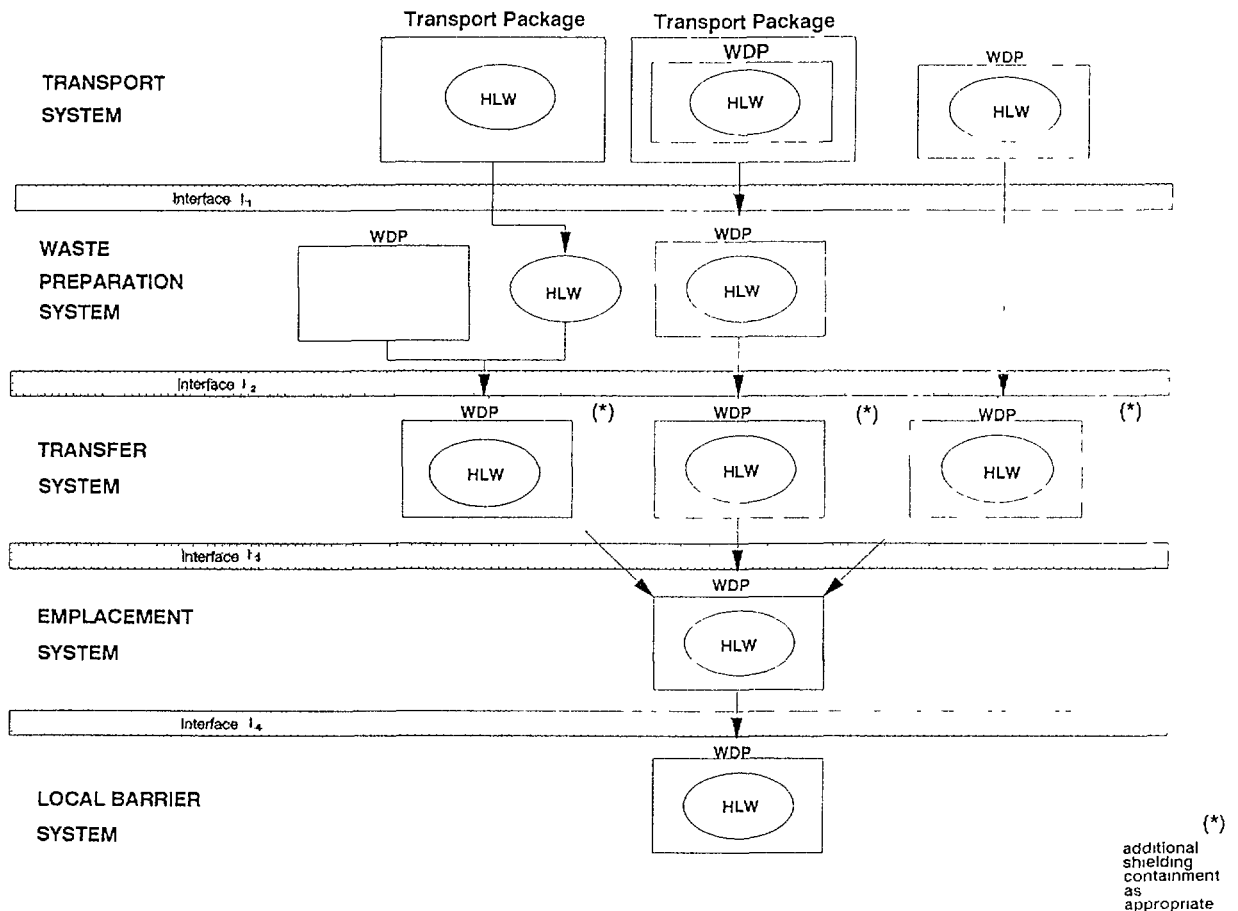 Transport Package
Transport Package
TRANSPORT
SYSTEM
HLW
WDP
HLW
WDP
HLW
Interface I₁
WASTE
PREPARATION
SYSTEM
WDP
HLW
WDP
HLW
Interface I₂
TRANSFER
SYSTEM
WDP
(*)
HLW
WDP
(*)
HLW
(*)
WDP
HLW
Interface I₃
EMPLACEMENT
SYSTEM
WDP
HLW
Interface I₄
LOCAL BARRIER
SYSTEM
WDP
HLW
(*)
additional
shielding
containment
as
appropriate